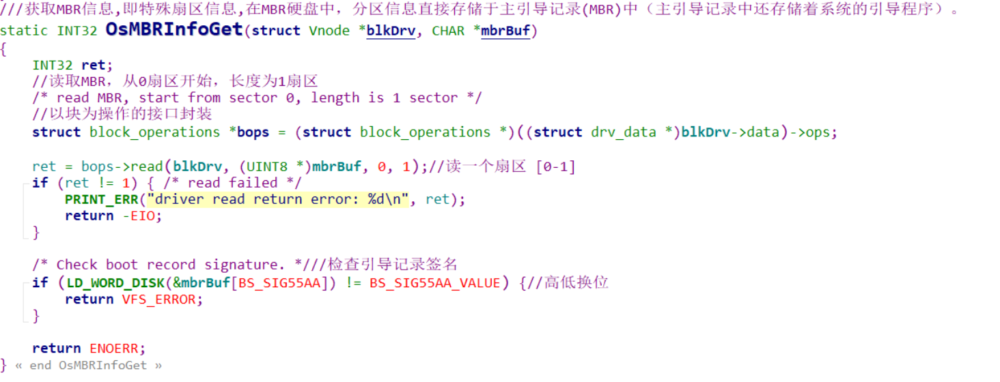 ///获取MBR信息,即特殊扇区信息,在MBR硬盘中，分区信息直接存储于主引导记录(MBR)中（主引导记录中还存储着系统的引导程序）。
static INT32 OsMBRInfoGet(struct Vnode *blkDrv, CHAR *mbrBuf)
{
    INT32 ret;
    //读取MBR，从0扇区开始，长度为1扇区
    /* read MBR, start from sector 0, length is 1 sector */
    //以块为操作的接口封装
    struct block_operations *bops = (struct block_operations *)((struct drv_data *)blkDrv->data)->ops;

    ret = bops->read(blkDrv, (UINT8 *)mbrBuf, 0, 1);//读一个扇区 [0-1]
    if (ret != 1) { /* read failed */
        PRINT_ERR("driver read return error: %d\n", ret);
        return -EIO;
    }

    /* Check boot record signature. *///检查引导记录签名
    if (LD_WORD_DISK(&mbrBuf[BS_SIG55AA]) != BS_SIG55AA_VALUE) {//高低换位
        return VFS_ERROR;
    }

    return ENOERR;
} « end OsMBRInfoGet »